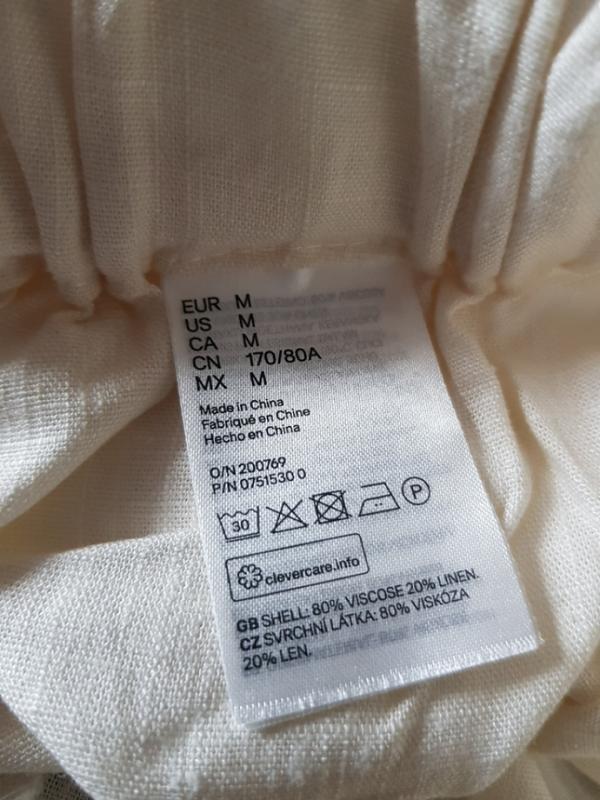 EUR M
US M
CA M
CN 170/80A
MX M
Made in China
Fabriqué en Chine
Hecho en China
O/N 200769
P/N 0751530 0
30 P
clevercare.info
GB SHELL: 80% VISCOSE 20% LINEN.
CZ SVRCHNÍ LÁTKA: 80% VISKÓZA
20% LEN.